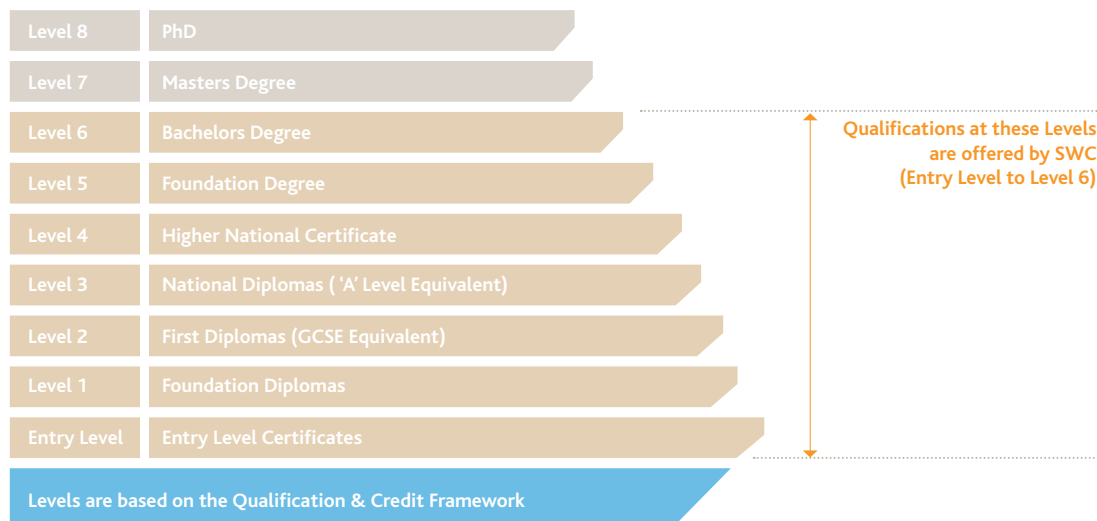 Level 8 PhD
Level 7 Masters Degree
Level 6 Bachelors Degree
Qualifications at these Levels
are offered by SWC
(Entry Level to Level 6)
Level 5 Foundation Degree
Level 4 Higher National Certificate
Level 3 National Diplomas ( ‘A’ Level Equivalent)
Level 2 First Diplomas (GCSE Equivalent)
Level 1 Foundation Diplomas
Entry Level Entry Level Certificates
Levels are based on the Qualification & Credit Framework